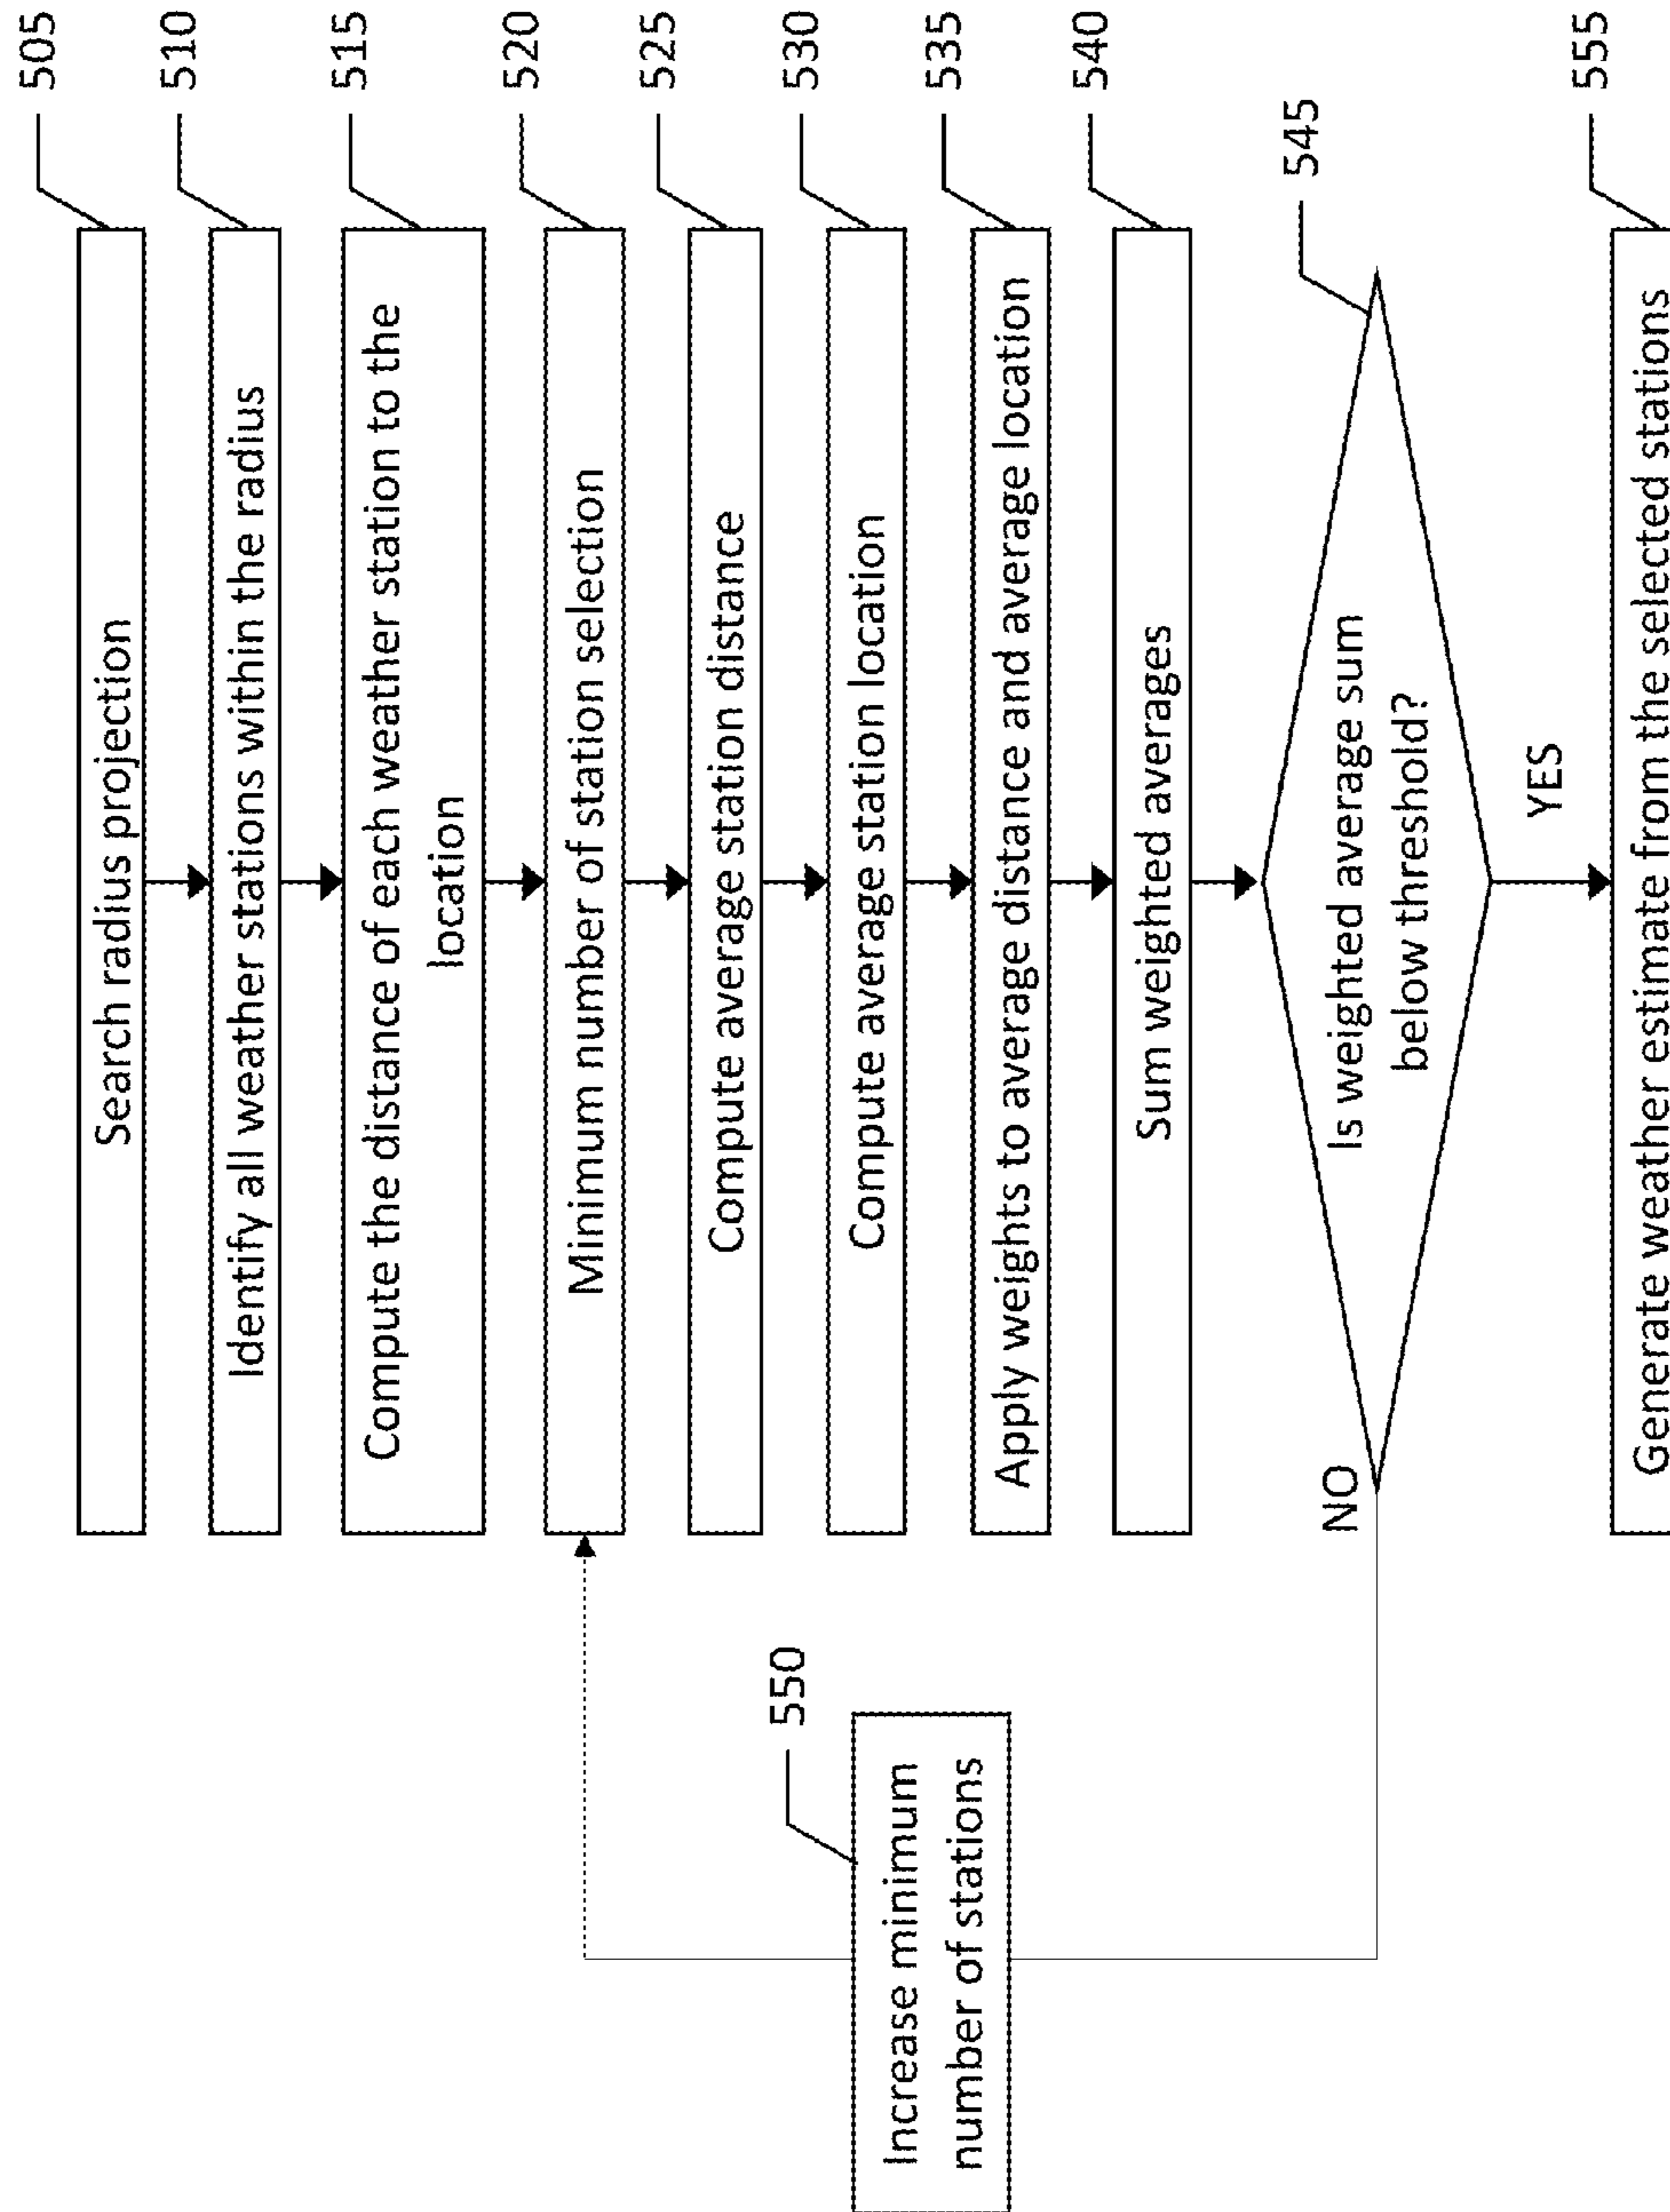 Search radius projection
505
Identify all weather stations within the radius
510
Compute the distance of each weather station to the
location
515
Minimum number of station selection
520
Compute average station distance
525
Compute average station location
530
Apply weights to average distance and average location
535
Sum weighted averages
540
Is weighted average sum
below threshold?
545
NO
YES
Increase minimum
number of stations
550
Generate weather estimate from the selected stations
555